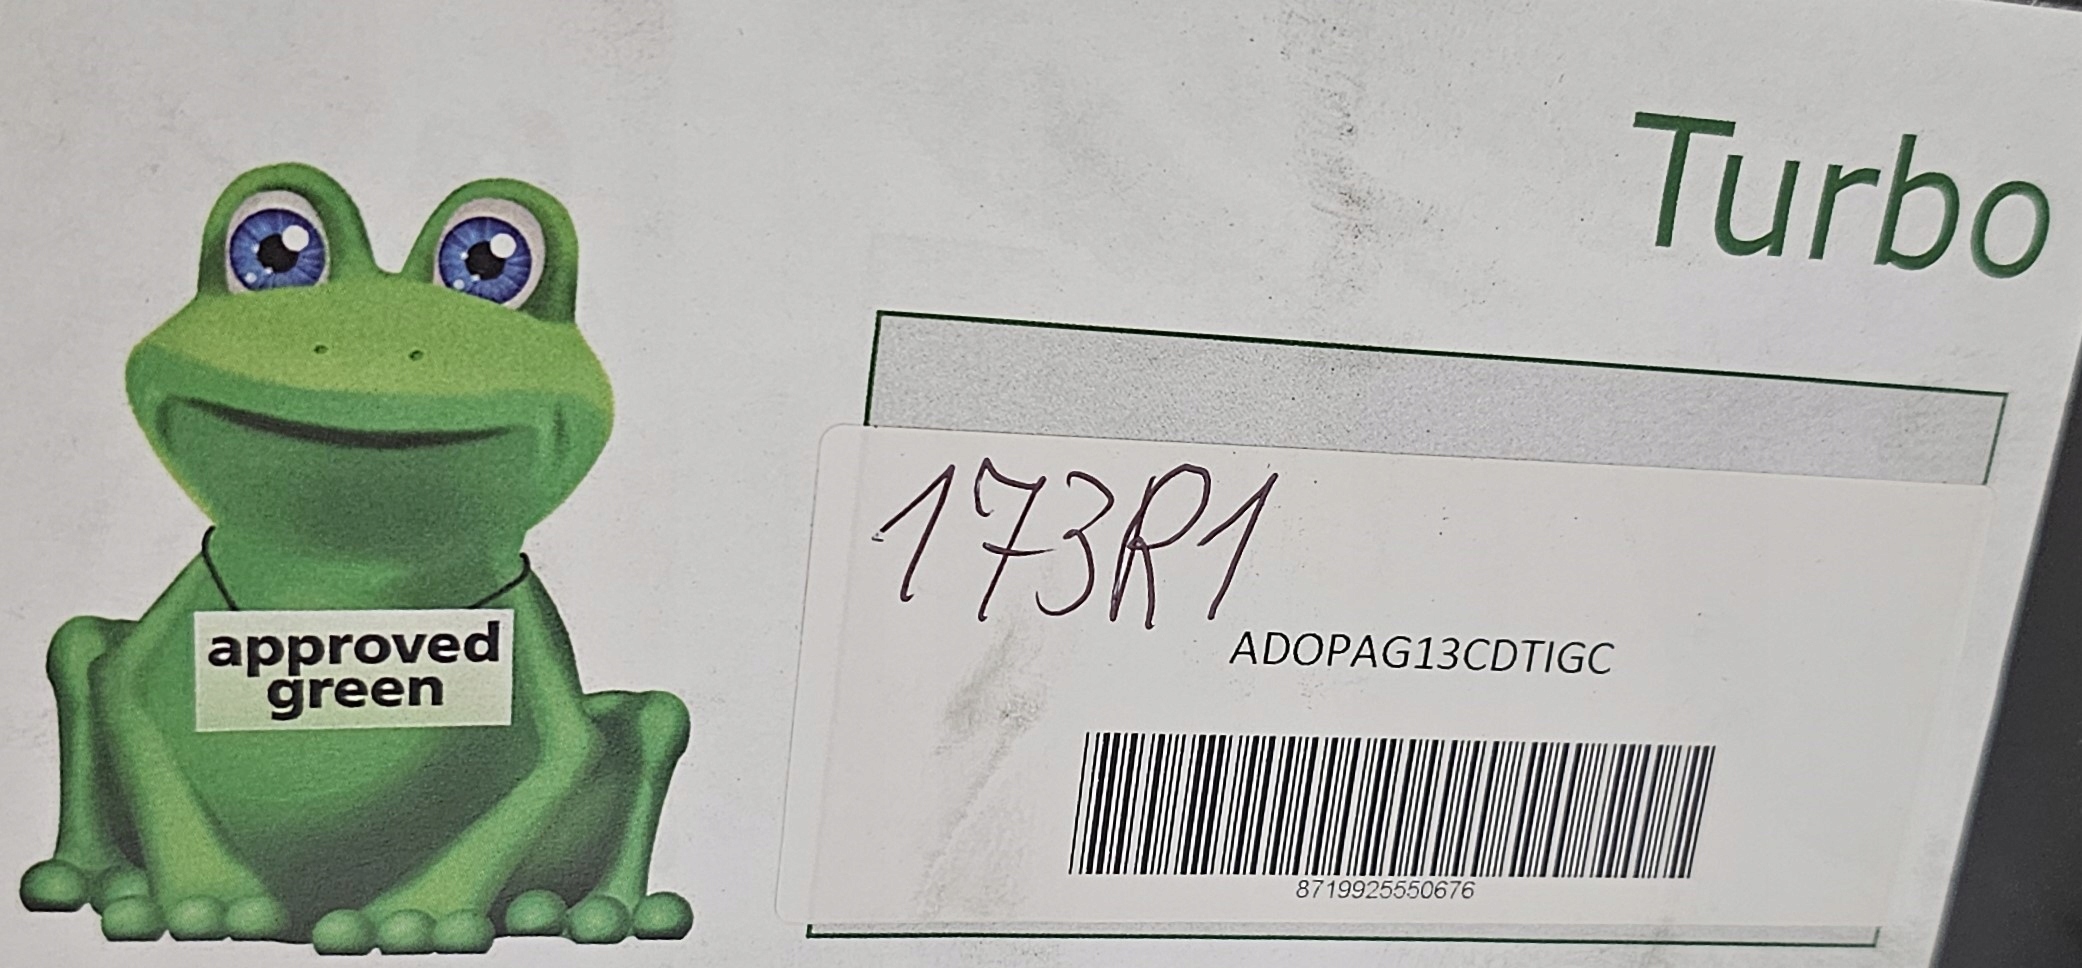 Turbo
173R1
ADOPAG13CDTIGC
8719925550676
approved
green